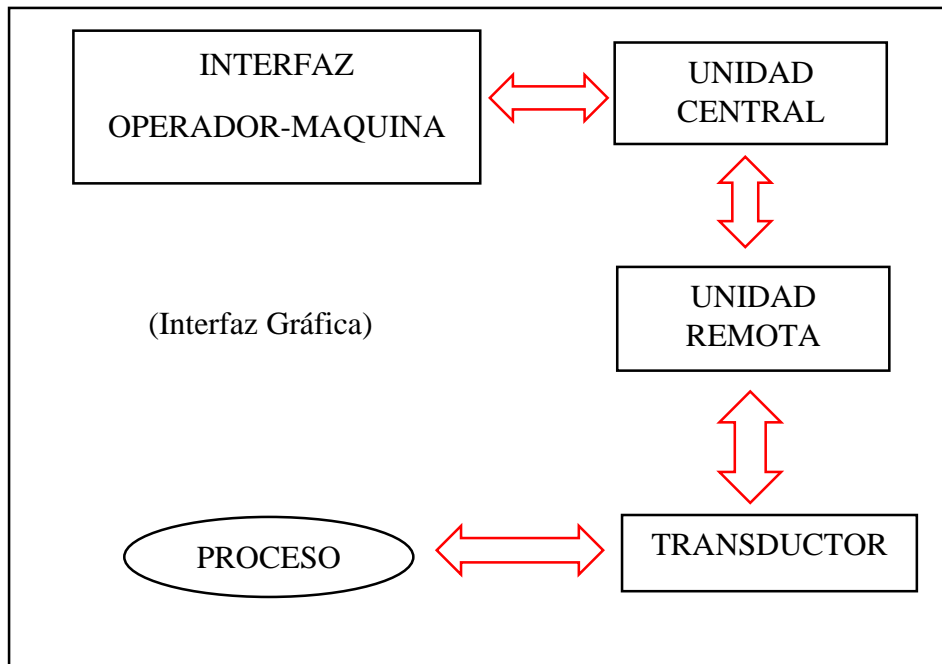 INTERFAZ
OPERADOR-MAQUINA
UNIDAD
CENTRAL
(Interfaz Gráfica)
UNIDAD
REMOTA
PROCESO
TRANSDUCTOR